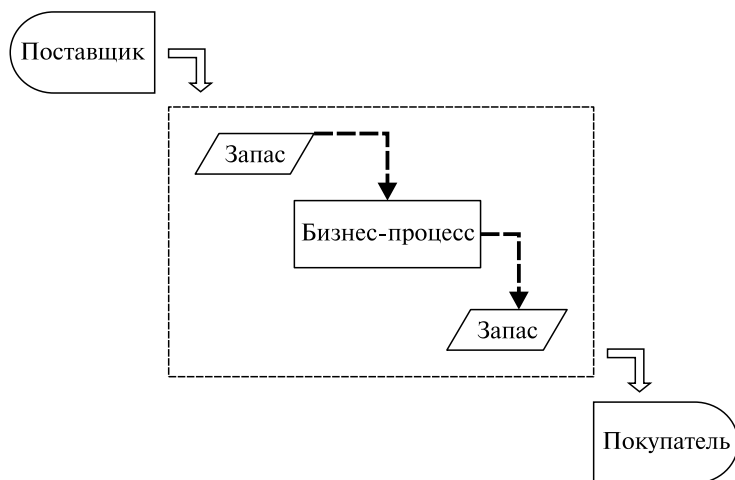 Поставщик
Запас
Бизнес-процесс
Запас
Покупатель